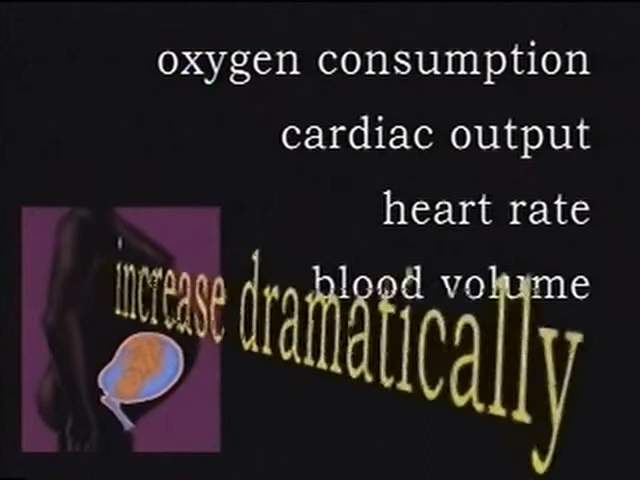 oxygen consumption
cardiac output
heart rate
blood volume
increase dramatically